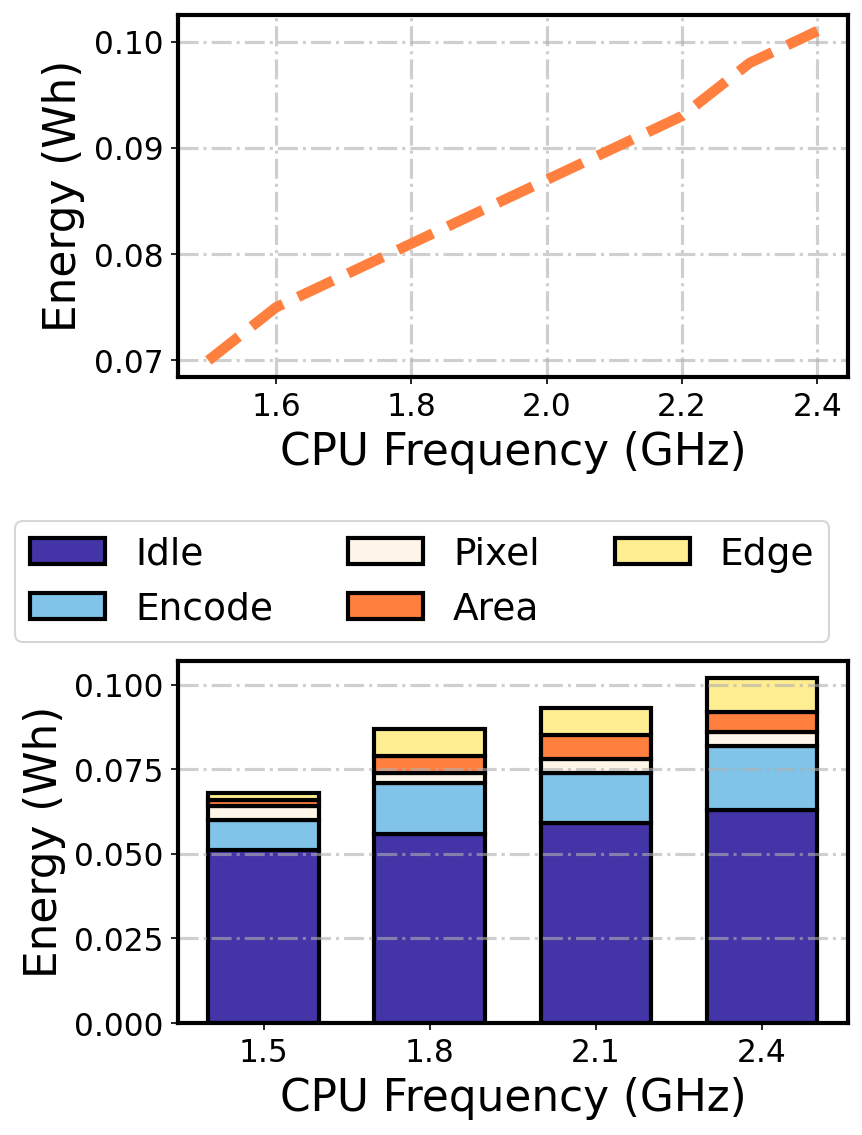 0.10
0.09
0.08
0.07
Energy (Wh)
1.6 1.8 2.0 2.2 2.4
CPU Frequency (GHz)
Idle Pixel Edge
Encode Area
0.100
0.075
0.050
0.025
0.000
Energy (Wh)
1.5 1.8 2.1 2.4
CPU Frequency (GHz)